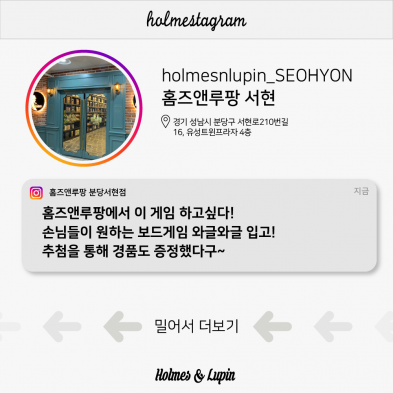 holmestagram
holmesnlupin_SEOHYON
홈즈앤루팡 서현
경기 성남시 분당구 서현로210번길
16, 유성트윈프라자 4층
홈즈앤루팡 분당서현점
지금
홈즈앤루팡에서 이 게임 하고싶다!
손님들이 원하는 보드게임 와글와글 입고!
추첨을 통해 경품도 증정했다구~
밀어서 더보기
Holmes & Lupin